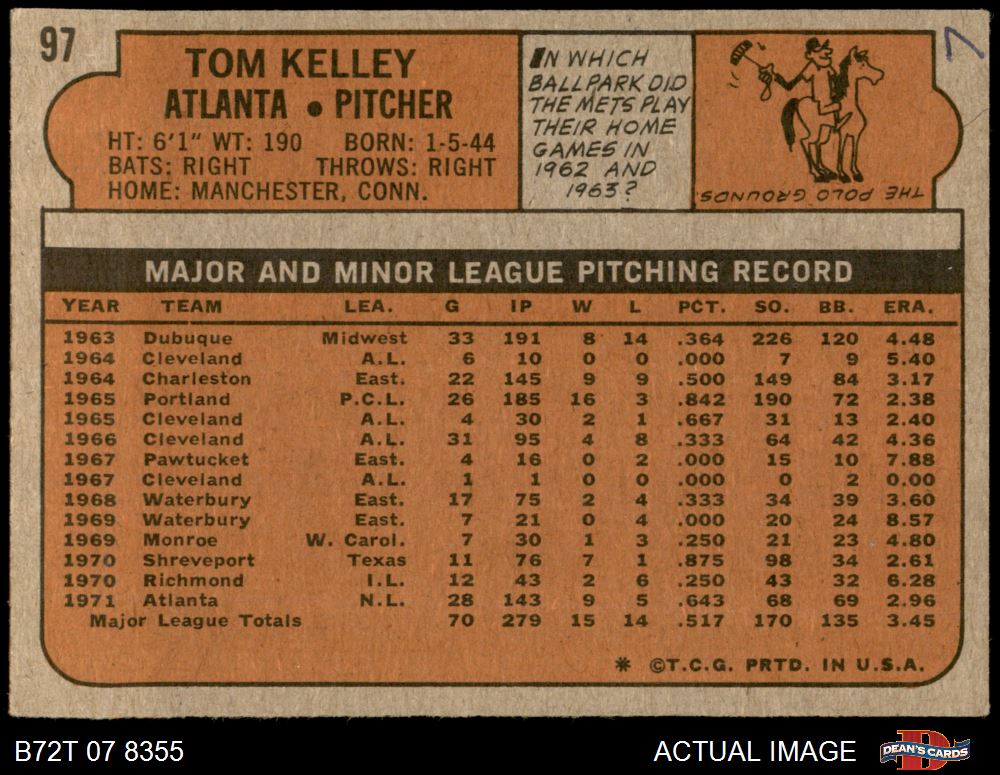 97
TOM KELLEY
ATLANTA • PITCHER
HT: 6'1" WT: 190 BORN: 1-5-44
BATS: RIGHT THROWS: RIGHT
HOME: MANCHESTER, CONN.
IN WHICH
BALLPARK DID
THE METS PLAY
THEIR HOME
GAMES IN
1962 AND
1963?
THE POLO GROUNDS.
7
MAJOR AND MINOR LEAGUE PITCHING RECORD
YEAR TEAM LEA. G IP W L PCT. SO. BB. ERA.
1963 Dubuque Midwest 33 191 8 14 .364 226 120 4.48
1964 Cleveland A.L. 6 10 0 0 .000 7 9 5.40
1964 Charleston East. 22 145 9 9 .500 149 84 3.17
1965 Portland P.C.L. 26 185 16 3 .842 190 72 2.38
1965 Cleveland A.L. 4 30 2 1 .667 31 13 2.40
1966 Cleveland A.L. 31 95 4 8 .333 64 42 4.36
1967 Pawtucket East. 4 16 0 2 .000 15 10 7.88
1967 Cleveland A.L. 1 1 0 0 .000 0 2 0.00
1968 Waterbury East. 17 75 2 4 .333 34 39 3.60
1969 Waterbury East. 7 21 0 4 .000 20 24 8.57
1969 Monroe W. Carol. 7 30 1 3 .250 21 23 4.80
1970 Shreveport Texas 11 76 7 1 .875 98 34 2.61
1970 Richmond I.L. 12 43 2 6 .250 43 32 6.28
1971 Atlanta N.L. 28 143 9 5 .643 68 69 2.96
Major League Totals 70 279 15 14 .517 170 135 3.45
* ©T.C.G. PRTD. IN U.S.A.
B72T 07 8355
ACTUAL IMAGE
DEAN'S CARDS